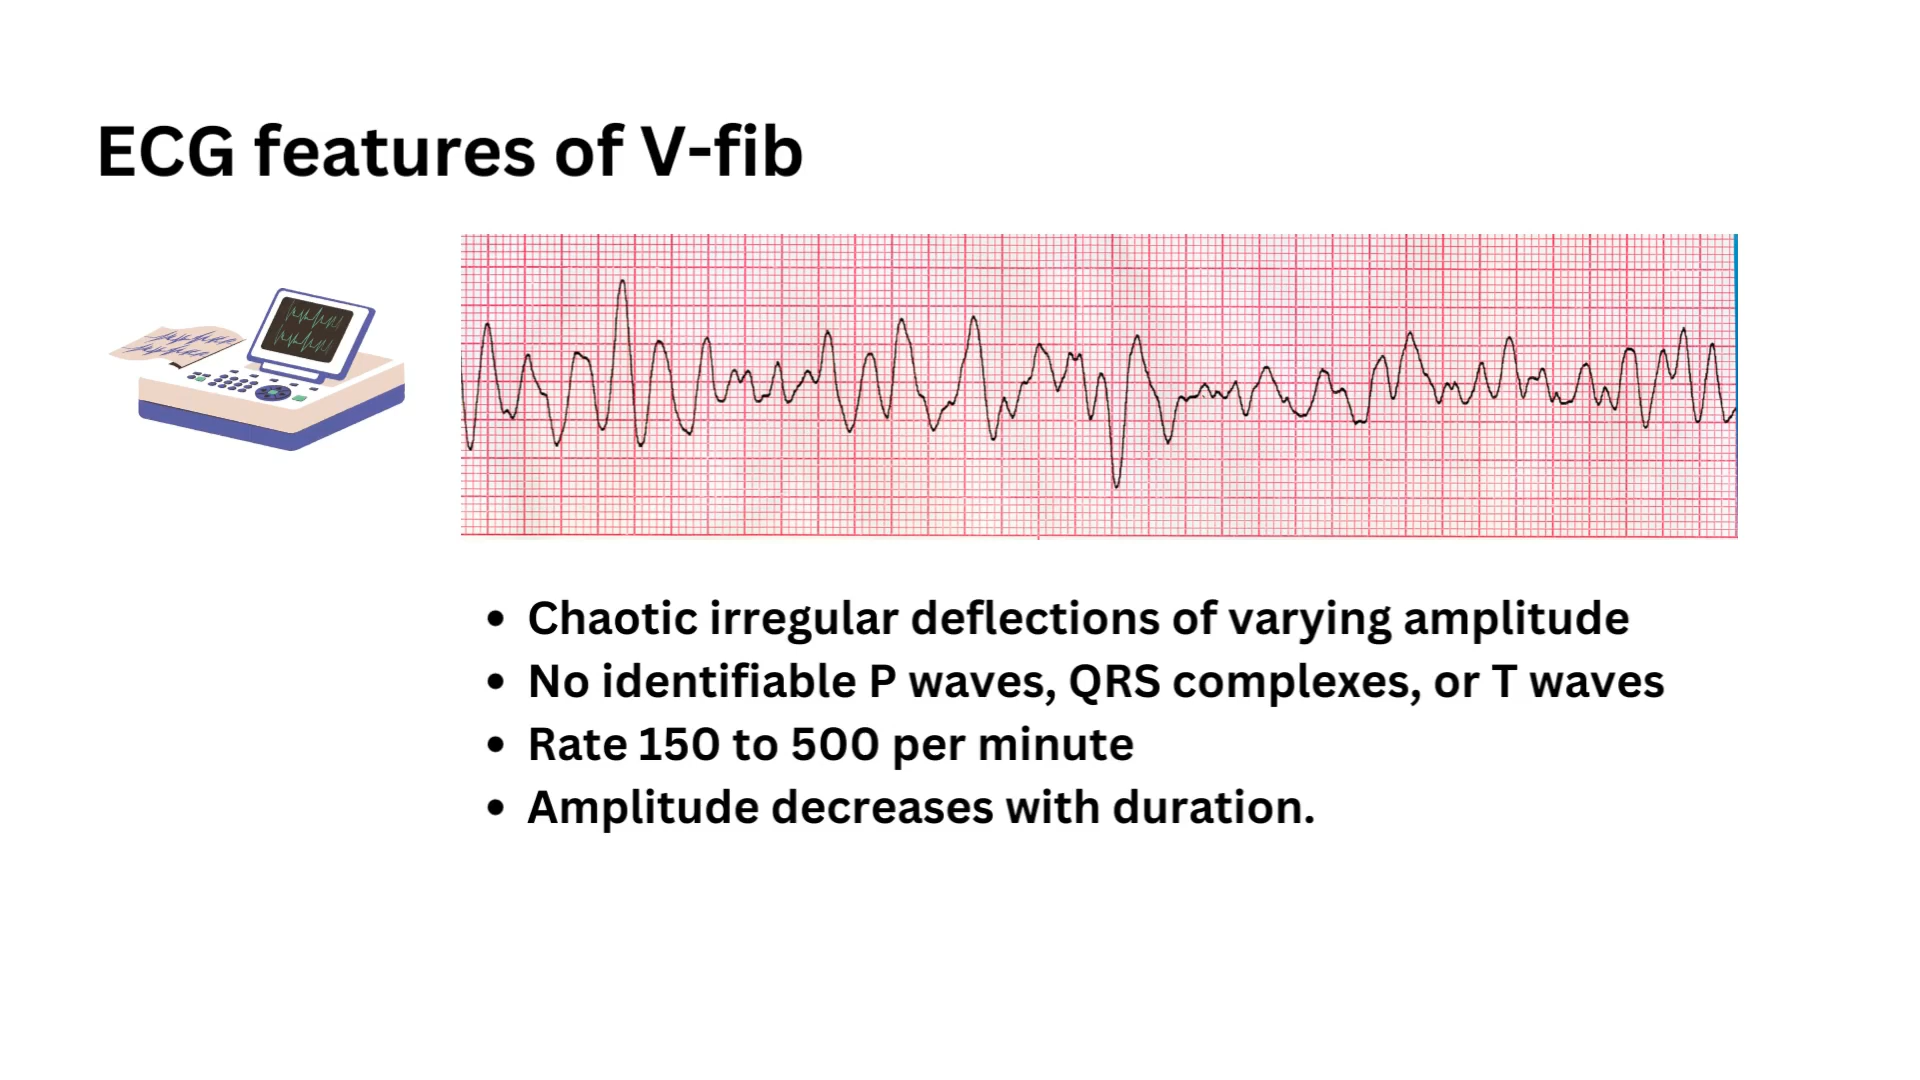 ECG features of V-fib
• Chaotic irregular deflections of varying amplitude
• No identifiable P waves, QRS complexes, or T waves
• Rate 150 to 500 per minute
• Amplitude decreases with duration.